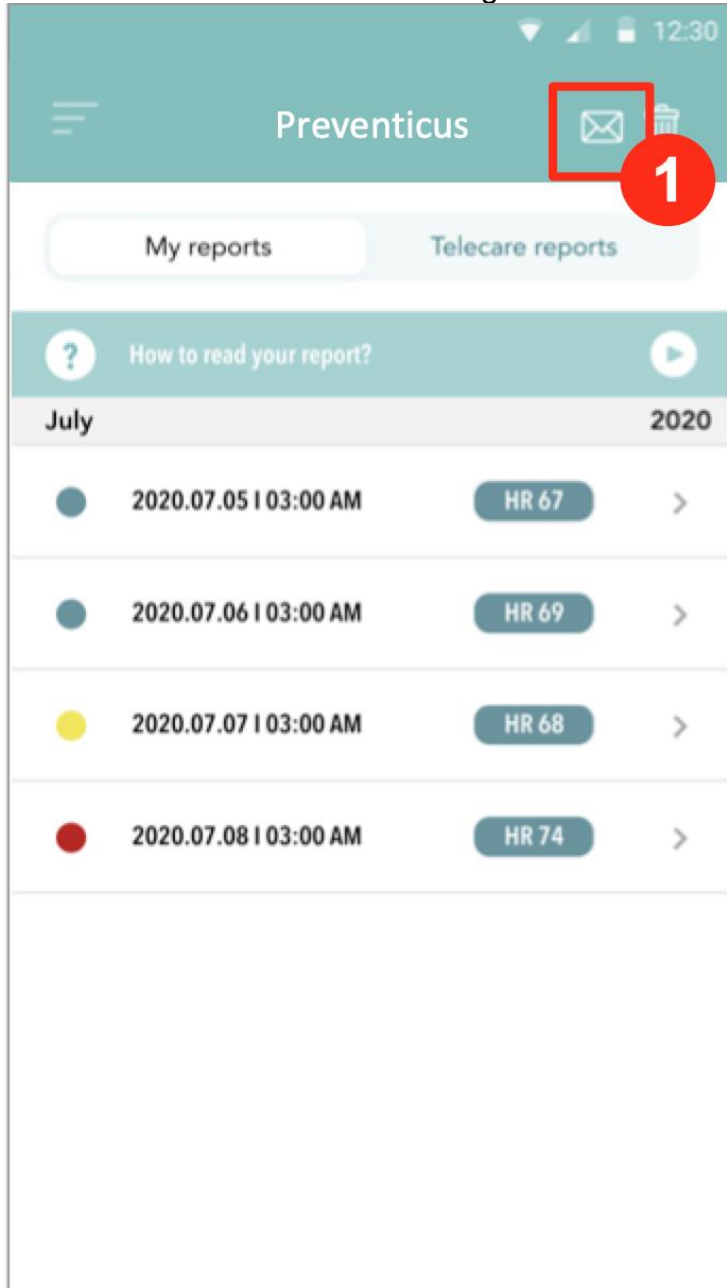 12:30
Preventicus
1
My reports Telecare reports
? How to read your report?
July 2020
2020.07.05 I 03:00 AM HR 67
2020.07.06 I 03:00 AM HR 69
2020.07.07 I 03:00 AM HR 68
2020.07.08 I 03:00 AM HR 74